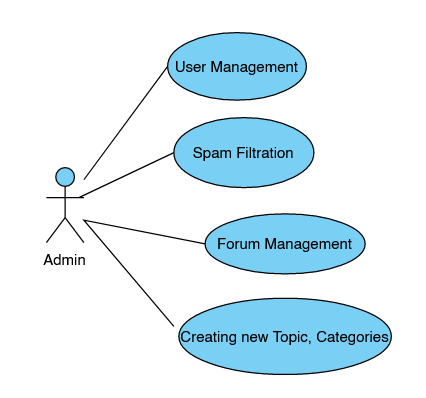 User Management
Spam Filtration
Admin
Forum Management
Creating new Topic, Categories